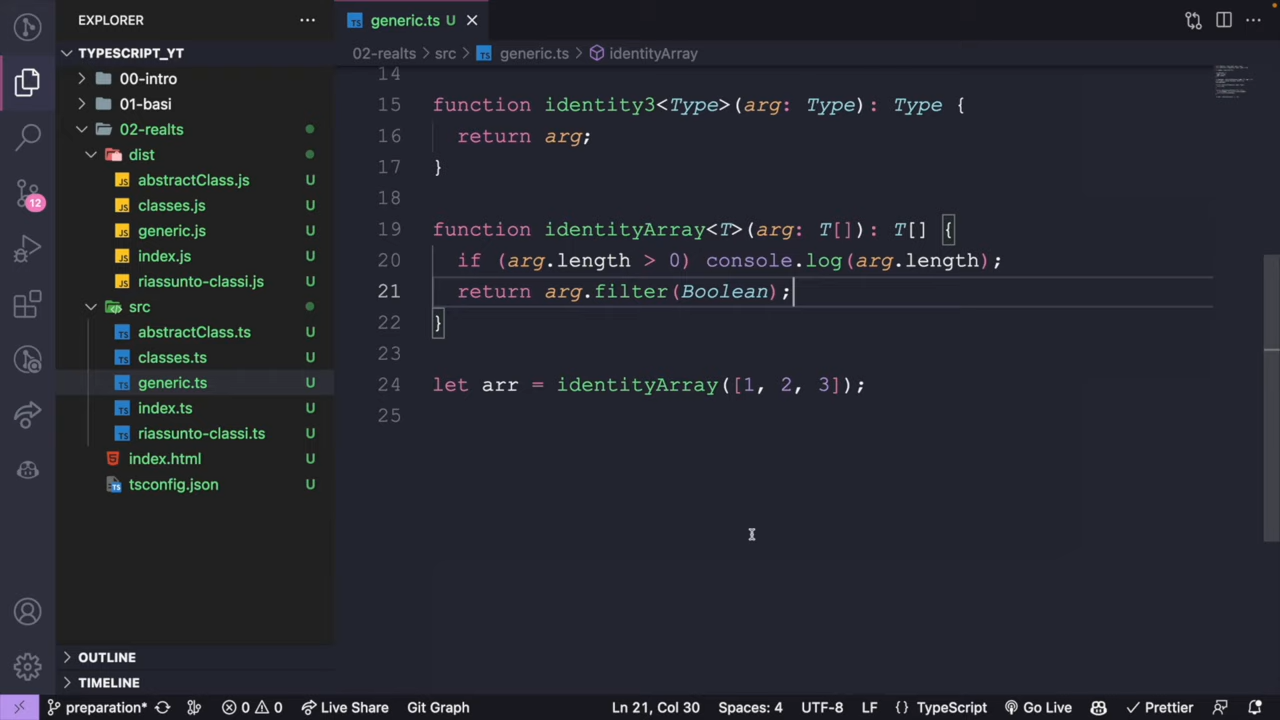 EXPLORER
generic.ts U
TYPESCRIPT_YT
00-intro
01-basi
02-realts
dist
abstractClass.js U
classes.js U
generic.js U
index.js U
riassunto-classi.js U
src
abstractClass.ts U
classes.ts U
generic.ts U
index.ts U
riassunto-classi.ts U
index.html U
tsconfig.json U
OUTLINE
TIMELINE
12
02-realts > src > generic.ts > identityArray
14
15 function identity3<Type>(arg: Type): Type {
16 return arg;
17 }
18
19 function identityArray<T>(arg: T[]): T[] {
20 if (arg.length > 0) console.log(arg.length);
21 return arg.filter(Boolean);
22 }
23
24 let arr = identityArray([1, 2, 3]);
25
preparation* 0 0 Live Share Git Graph Ln 21, Col 30 Spaces: 4 UTF-8 LF { } TypeScript Go Live Prettier